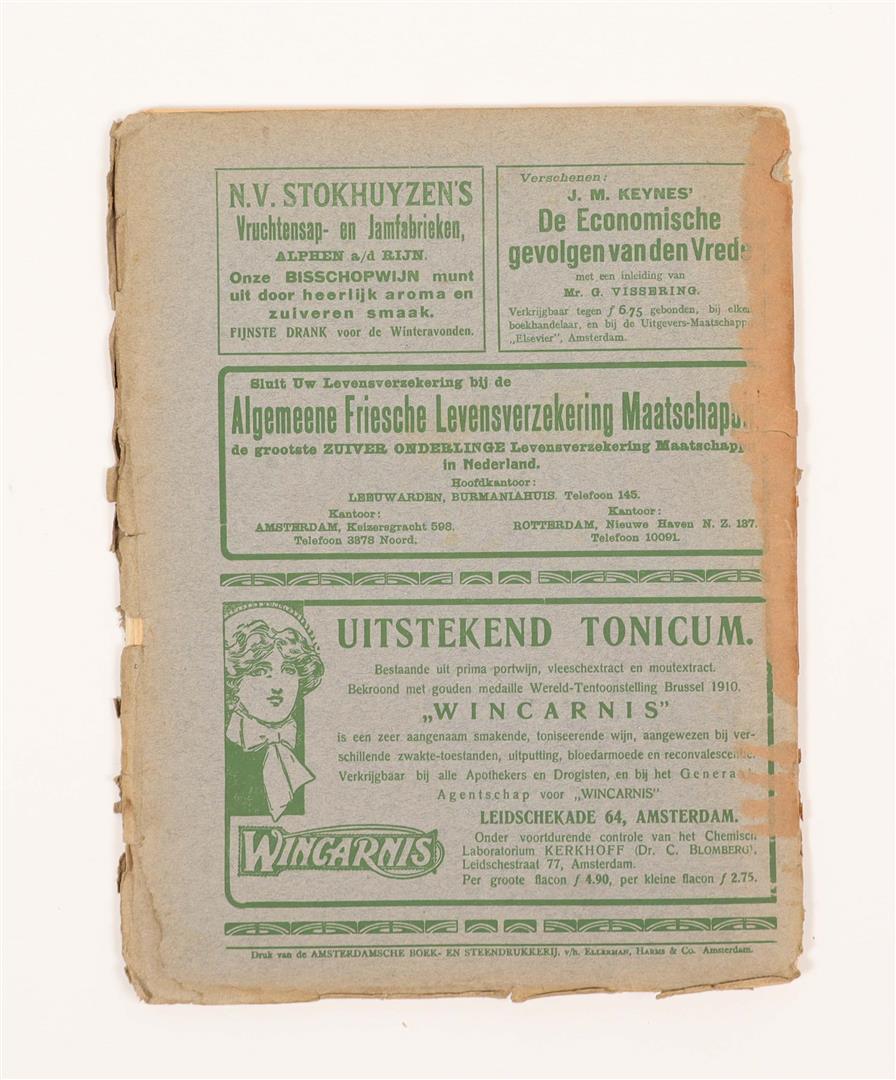 N.V. STOKHUYZEN'S
Vruchtensap- en Jamfabrieken,
ALPHEN a/d RIJN.
Onze BISSCHOPWIJN munt
uit door heerlijk aroma en
zuiveren smaak.
FIJNSTE DRANK voor de Winteravonden.
Verschenen:
J. M. KEYNES'
De Economische
gevolgen van den Vrede
met een inleiding van
Mr. G. VISSERING.
Verkrijgbaar tegen ƒ 6.75 gebonden, bij elken
boekhandelaar, en bij de Uitgevers-Maatschappij
„Elsevier", Amsterdam.
Sluit Uw Levensverzekering bij de
Algemeene Friesche Levensverzekering Maatschappij
de grootste ZUIVER ONDERLINGE Levensverzekering Maatschappij
in Nederland.
Hoofdkantoor:
LEEUWARDEN, BURMANIAHUIS. Telefoon 145.
Kantoor:
AMSTERDAM, Keizersgracht 598.
Telefoon 3378 Noord.
Kantoor:
ROTTERDAM, Nieuwe Haven N. Z. 137.
Telefoon 10091.
UITSTEKEND TONICUM.
Bestaande uit prima portwijn, vleeschextract en moutextract.
Bekroond met gouden medaille Wereld-Tentoonstelling Brussel 1910.
„WINCARNIS"
is een zeer aangenaam smakende, toniseerende wijn, aangewezen bij ver-
schillende zwakte-toestanden, uitputting, bloedarmoede en reconvalescentie.
Verkrijgbaar bij alle Apothekers en Drogisten, en bij het Generaal
Agentschap voor „WINCARNIS"
LEIDSCHEKADE 64, AMSTERDAM.
Onder voortdurende controle van het Chemisch
Laboratorium KERKHOFF (Dr. C. BLOMBERG),
Leidschestraat 77, Amsterdam.
Per groote flacon ƒ 4.90, per kleine flacon ƒ 2.75.
WINCARNIS
Druk van de AMSTERDAMSCHE BOEK- EN STEENDRUKKERIJ, v/h. ELLERMAN, HARMS & Co. Amsterdam.